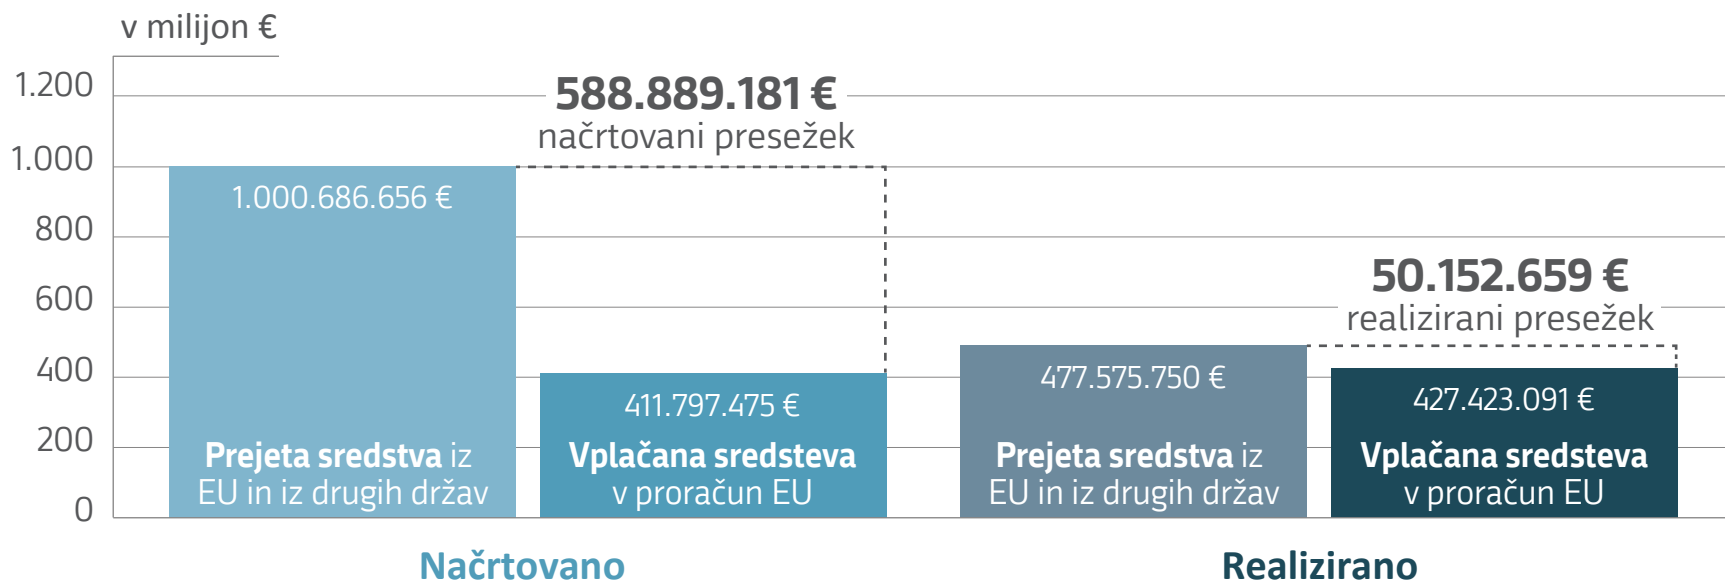 v milijon €
1.200
1.000
800
600
400
200
0
588.889.181 €
načrtovani presežek
1.000.686.656 €
Prejeta sredstva iz
EU in iz drugih držav
411.797.475 €
Vplačana sredsteva
v proračun EU
50.152.659 €
realizirani presežek
477.575.750 €
Prejeta sredstva iz
EU in iz drugih držav
427.423.091 €
Vplačana sredsteva
v proračun EU
Načrtovano
Realizirano